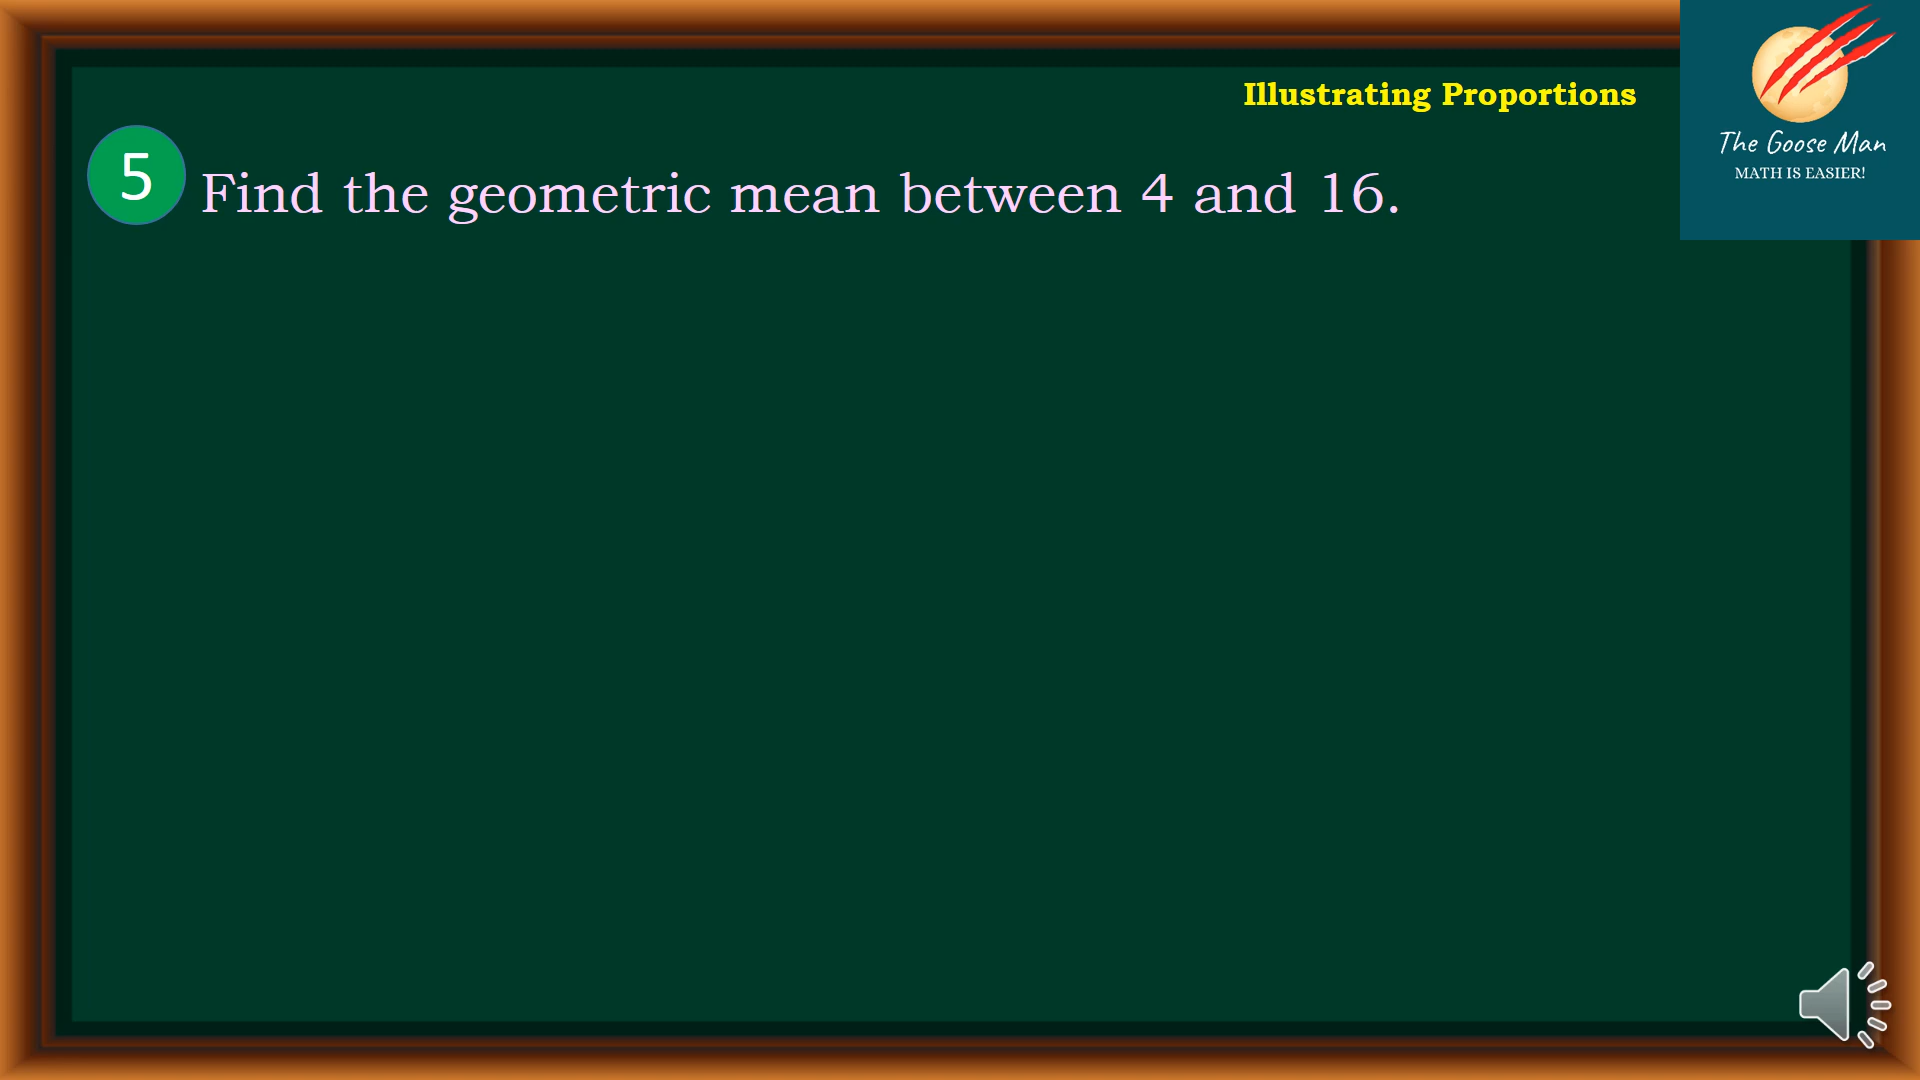 Illustrating Proportions
5
Find the geometric mean between 4 and 16.
The Goose Man
MATH IS EASIER!